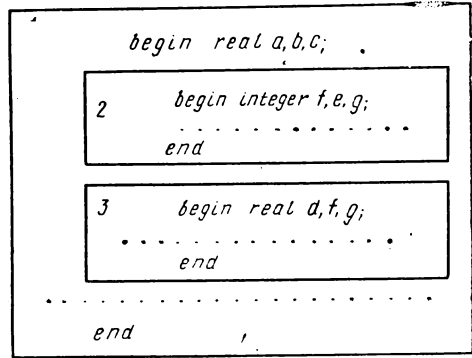 begin real a,b,c;
2 begin integer f,e,g;
end
3 begin real d,f,g;
end
end